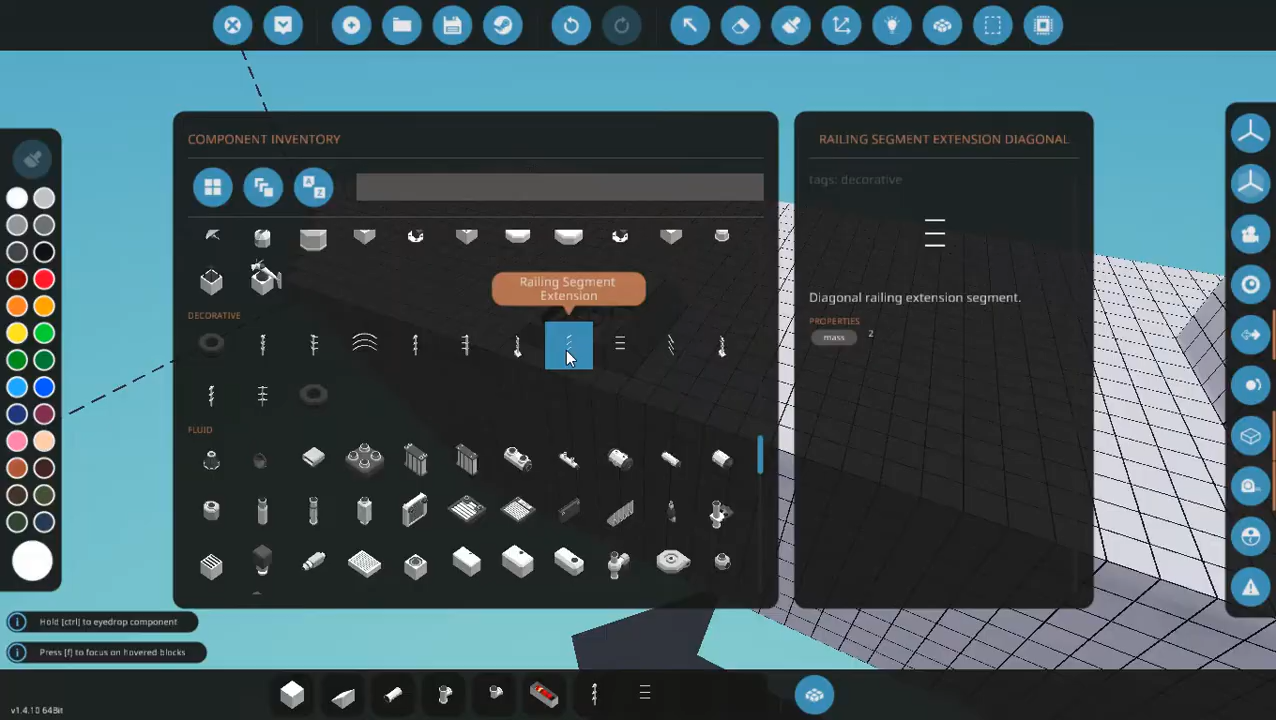 COMPONENT INVENTORY
A
Z
Railing Segment
Extension
DECORATIVE
FLUID
RAILING SEGMENT EXTENSION DIAGONAL
tags: decorative
Diagonal railing extension segment.
PROPERTIES
mass 2
Hold [ctrl] to eyedrop component
Press [f] to focus on hovered blocks
v1.4.10 64Bit